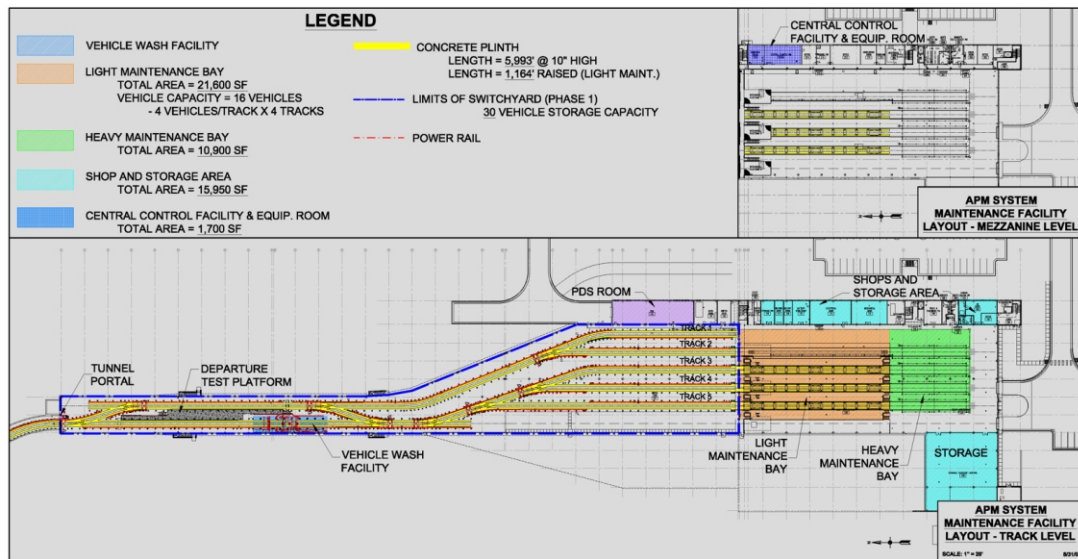 LEGEND
VEHICLE WASH FACILITY
LIGHT MAINTENANCE BAY
TOTAL AREA = 21,600 SF
VEHICLE CAPACITY = 16 VEHICLES
- 4 VEHICLES/TRACK X 4 TRACKS
HEAVY MAINTENANCE BAY
TOTAL AREA = 10,900 SF
SHOP AND STORAGE AREA
TOTAL AREA = 15,950 SF
CENTRAL CONTROL FACILITY & EQUIP. ROOM
TOTAL AREA = 1,700 SF
CONCRETE PLINTH
LENGTH = 5,993' @ 10" HIGH
LENGTH = 1,164' RAISED (LIGHT MAINT.)
LIMITS OF SWITCHYARD (PHASE 1)
30 VEHICLE STORAGE CAPACITY
POWER RAIL
CENTRAL CONTROL
FACILITY & EQUIP. ROOM
APM SYSTEM
MAINTENANCE FACILITY
LAYOUT - MEZZANINE LEVEL
SHOPS AND
STORAGE AREA
PDS ROOM
TRACK 1
TRACK 2
TRACK 3
TRACK 4
TRACK 5
TUNNEL
PORTAL
DEPARTURE
TEST PLATFORM
VEHICLE WASH
FACILITY
LIGHT
MAINTENANCE
BAY
HEAVY
MAINTENANCE
BAY
STORAGE
APM SYSTEM
MAINTENANCE FACILITY
LAYOUT - TRACK LEVEL
SCALE: 1" = 20'